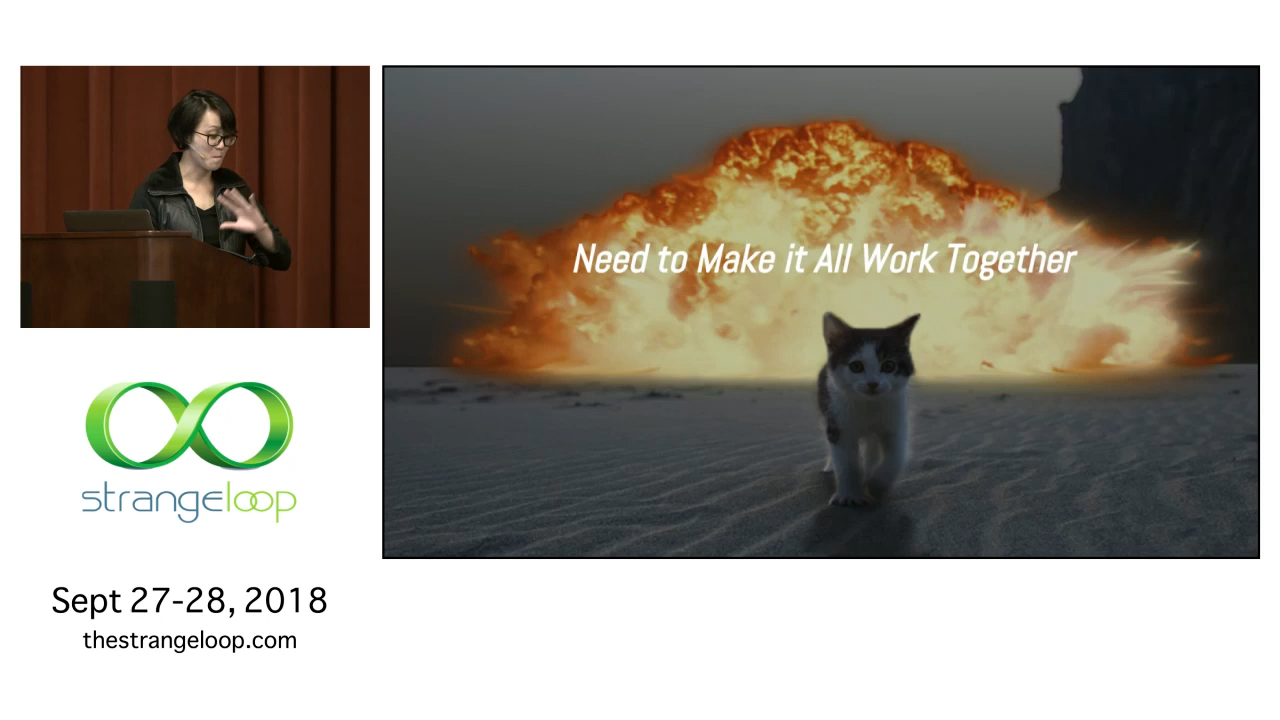 Need to Make it All Work Together
strangeloop
Sept 27-28, 2018
thestrangeloop.com